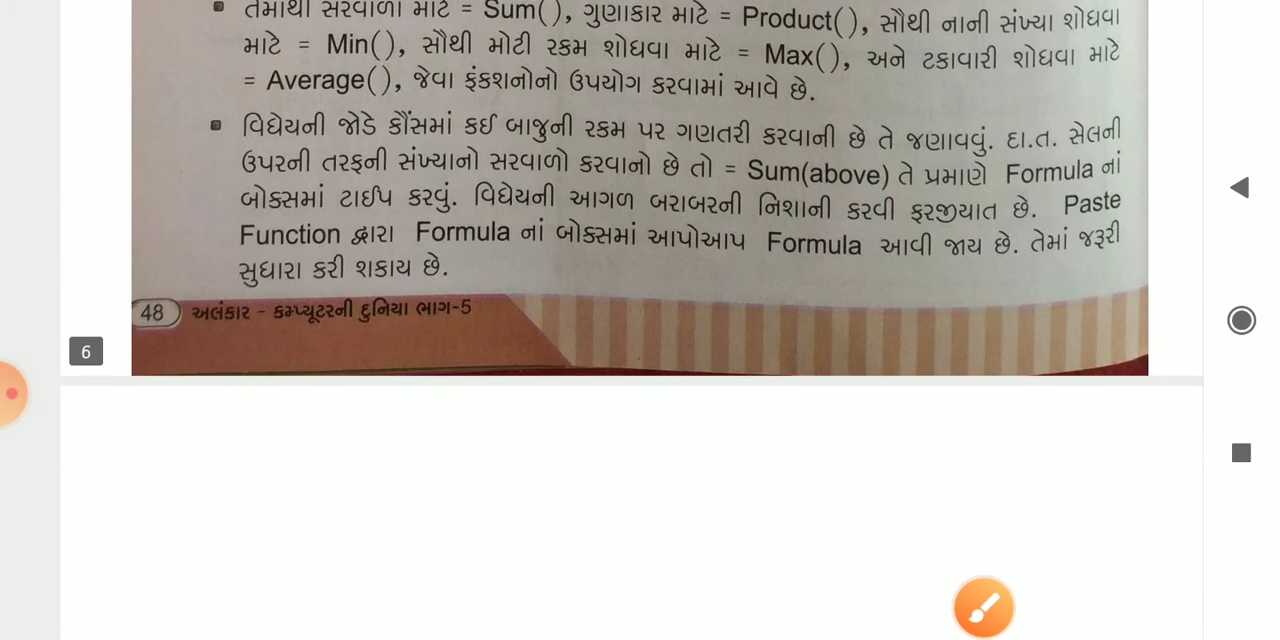 તેમાંથી સરવાળા માટે = Sum(), ગુણાકાર માટે = Product(), સૌથી નાની સંખ્યા શોધવા
માટે = Min(), સૌથી મોટી રકમ શોધવા માટે = Max(), અને ટકાવારી શોધવા માટે
= Average(), જેવા ફંકશનોનો ઉપયોગ કરવામાં આવે છે.
વિધેયની જોડે કૌંસમાં કઈ બાજુની રકમ પર ગણતરી કરવાની છે તે જણાવવું. દા.ત. સેલની
ઉપરની તરફની સંખ્યાનો સરવાળો કરવાનો છે તો = Sum(above) તે પ્રમાણે Formula નાં
બોક્સમાં ટાઈપ કરવું. વિધેયની આગળ બરાબરની નિશાની કરવી ફરજીયાત છે. Paste
Function દ્વારા Formula નાં બોક્સમાં આપોઆપ Formula આવી જાય છે. તેમાં જરૂરી
સુધારા કરી શકાય છે.
48 અલંકાર - કમ્પ્યૂટરની દુનિયા ભાગ-5
6